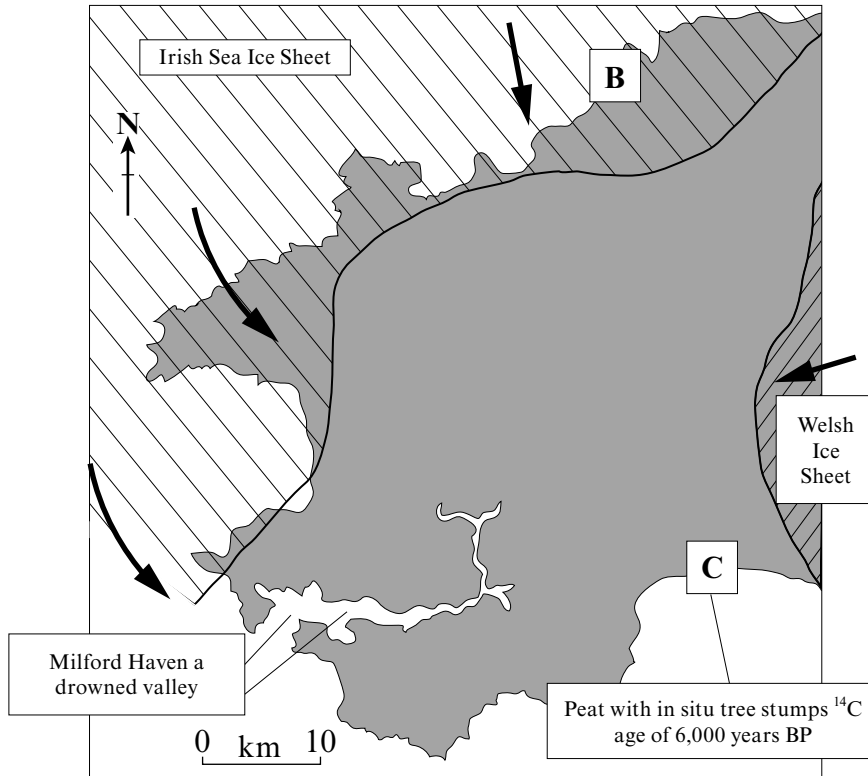 Irish Sea Ice Sheet
B
N
Welsh
Ice
Sheet
C
Milford Haven a
drowned valley
Peat with in situ tree stumps ¹⁴C
age of 6,000 years BP
0 km 10